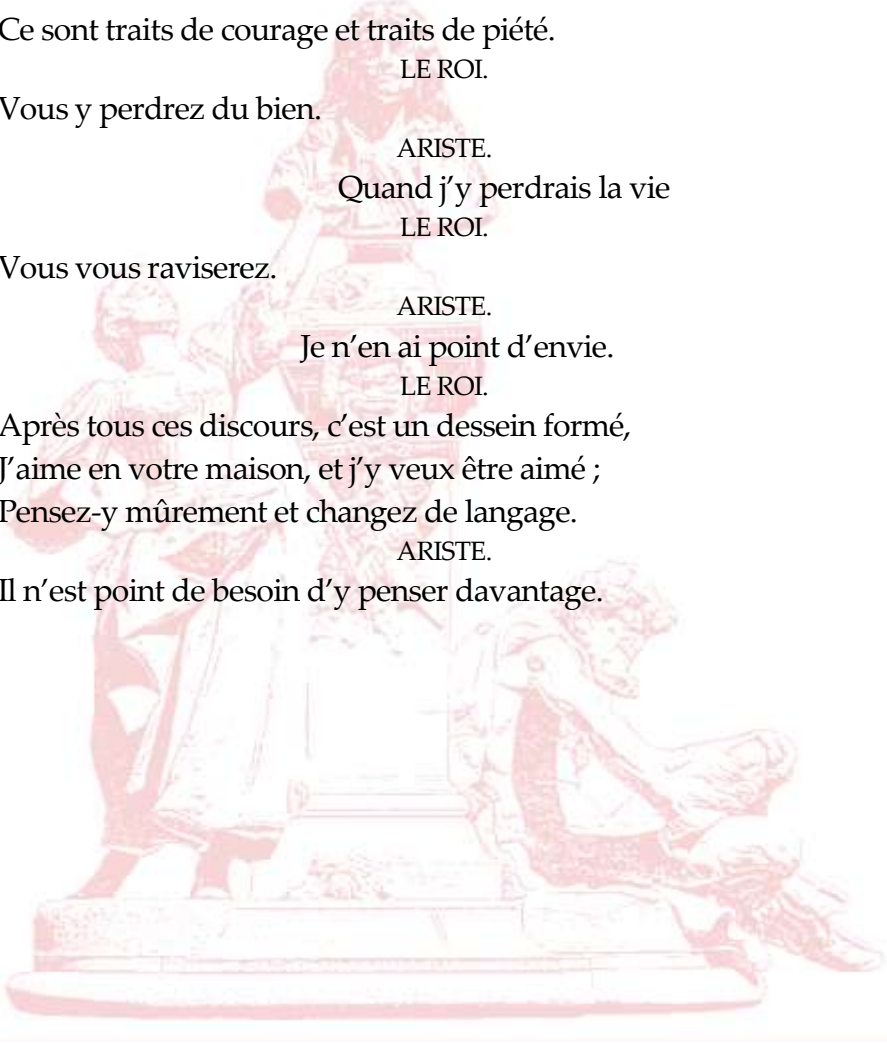 Ce sont traits de courage et traits de piété.
LE ROI.
Vous y perdrez du bien.
ARISTE.
Quand j’y perdrais la vie
LE ROI.
Vous vous raviserez.
ARISTE.
Je n’en ai point d’envie.
LE ROI.
Après tous ces discours, c’est un dessein formé,
J’aime en votre maison, et j’y veux être aimé ;
Pensez-y mûrement et changez de langage.
ARISTE.
Il n’est point de besoin d’y penser davantage.